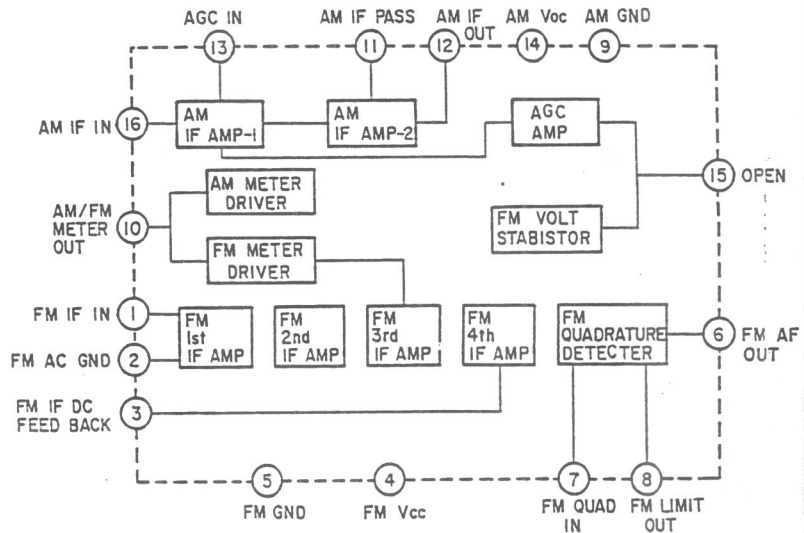 AGC IN
AM IF PASS
AM IF
OUT
AM Voc
AM GND
13
11
12
14
9
AM IF IN
16
AM
IF AMP-1
AM
IF AMP-2
AGC
AMP
15
OPEN
AM/FM
METER
OUT
10
AM METER
DRIVER
FM METER
DRIVER
FM VOLT
STABISTOR
FM IF IN
1
FM
1st
IF AMP
FM
2nd
IF AMP
FM
3rd
IF AMP
FM
4th
IF AMP
FM
QUADRATURE
DETECTER
6
FM AF
OUT
FM AC GND
2
FM IF DC
FEED BACK
3
5
4
7
8
FM GND
FM Vcc
FM QUAD
IN
FM LIMIT
OUT